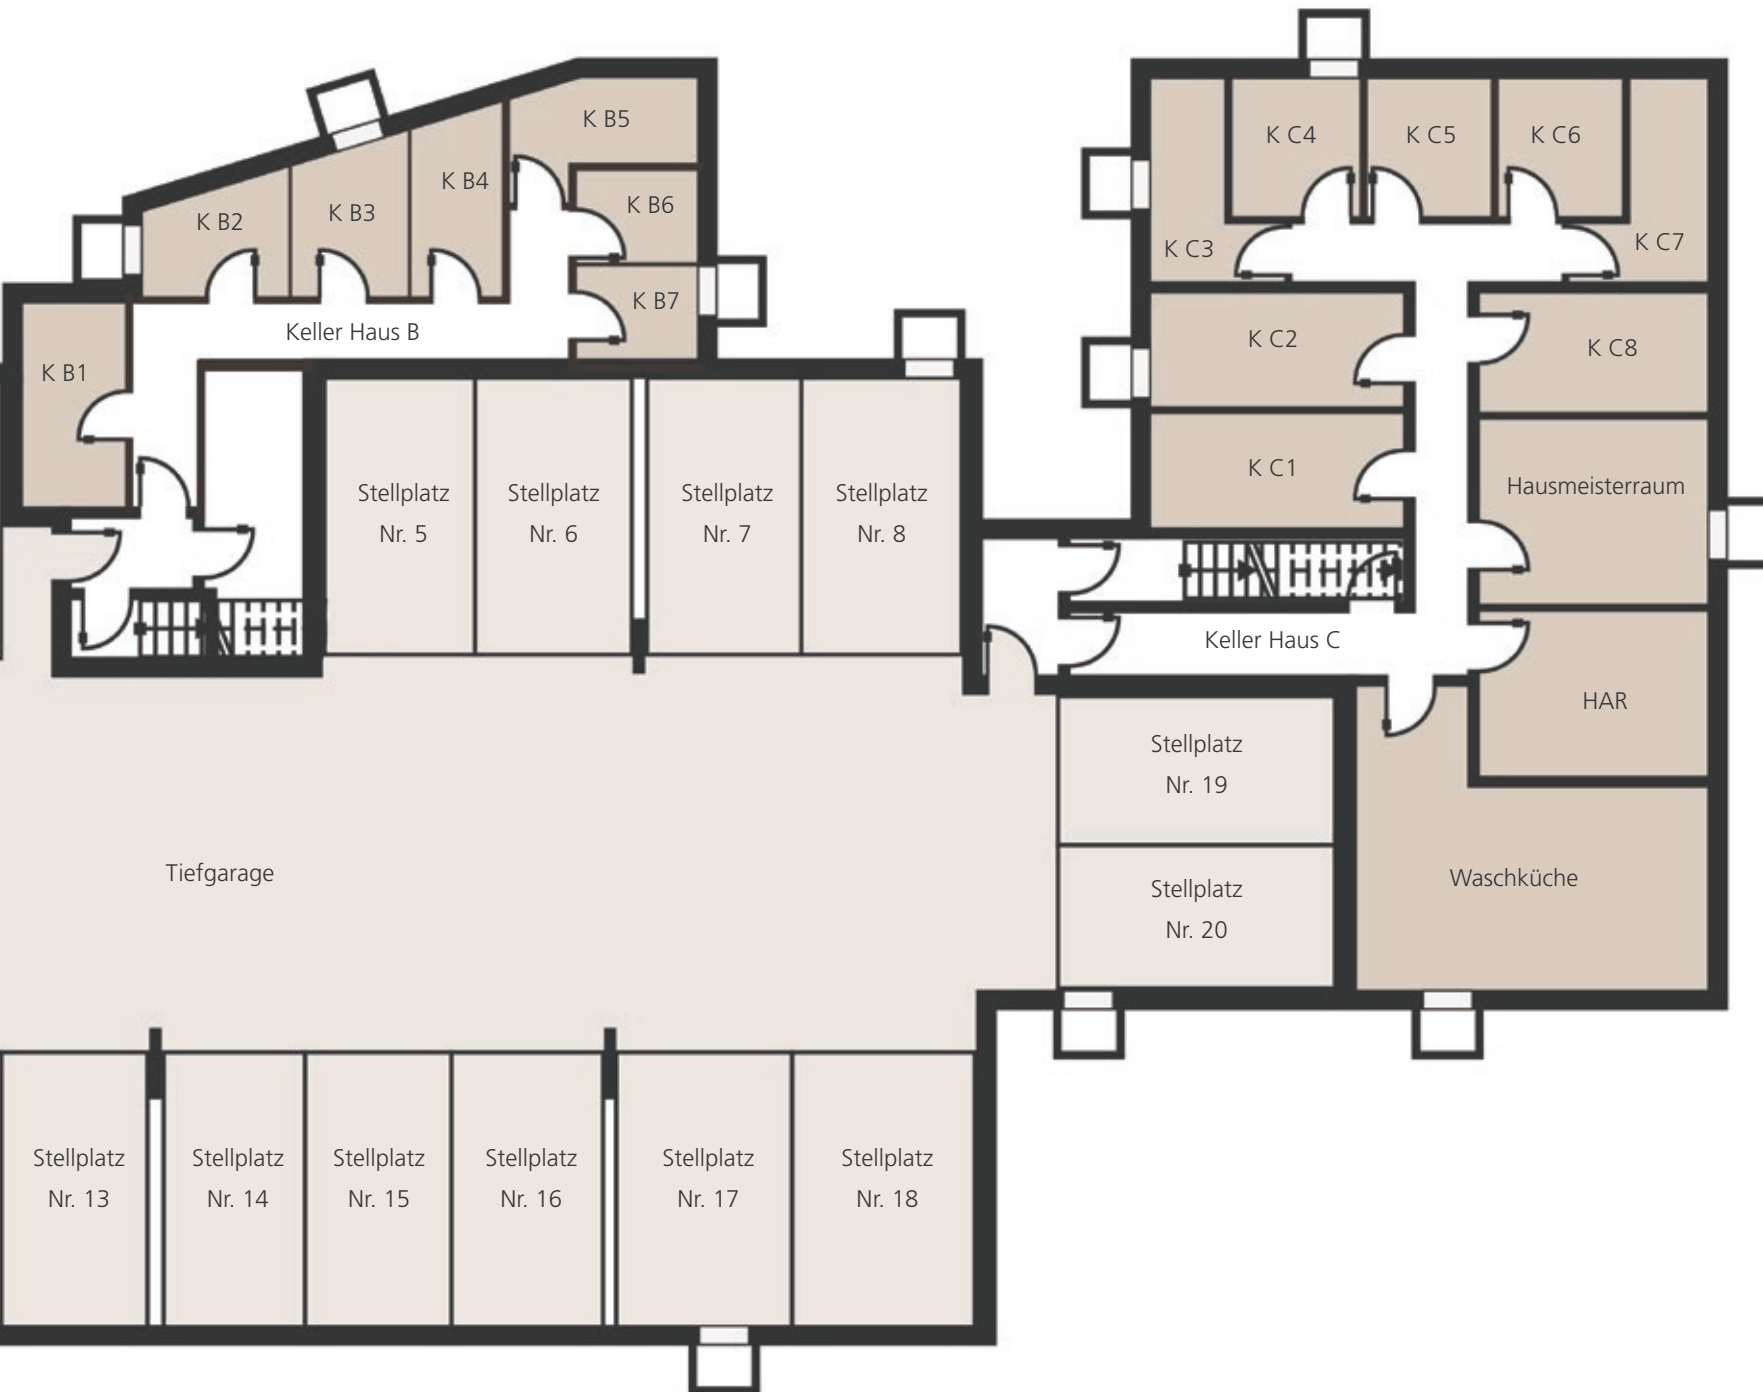 K B5
K B4
K B6
K B3
K B2
K B7
Keller Haus B
K B1
K C4
K C5
K C6
K C3
K C7
K C2
K C8
K C1
Hausmeisterraum
Stellplatz
Nr. 5
Stellplatz
Nr. 6
Stellplatz
Nr. 7
Stellplatz
Nr. 8
Keller Haus C
HAR
Stellplatz
Nr. 19
Tiefgarage
Stellplatz
Nr. 20
Waschküche
Stellplatz
Nr. 13
Stellplatz
Nr. 14
Stellplatz
Nr. 15
Stellplatz
Nr. 16
Stellplatz
Nr. 17
Stellplatz
Nr. 18